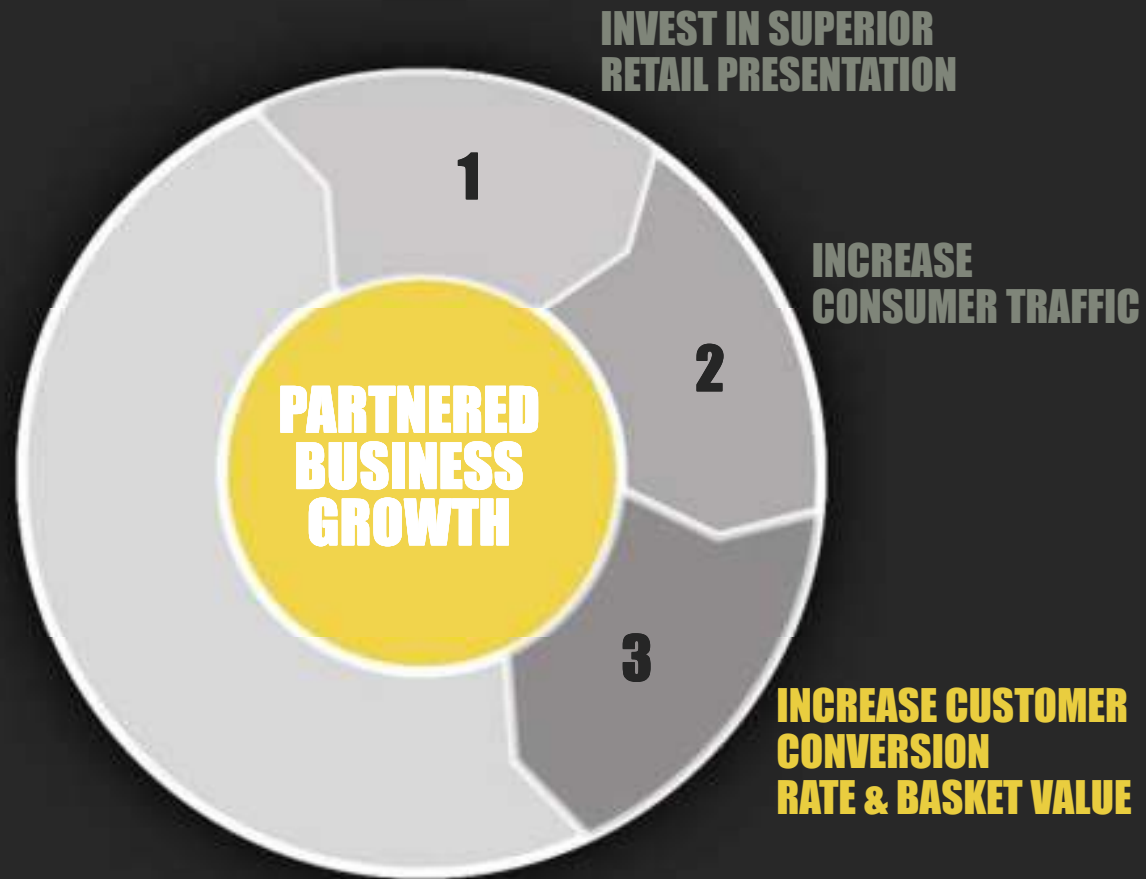 INVEST IN SUPERIOR
RETAIL PRESENTATION
1
INCREASE
CONSUMER TRAFFIC
2
PARTNERED
BUSINESS
GROWTH
3
INCREASE CUSTOMER
CONVERSION
RATE & BASKET VALUE